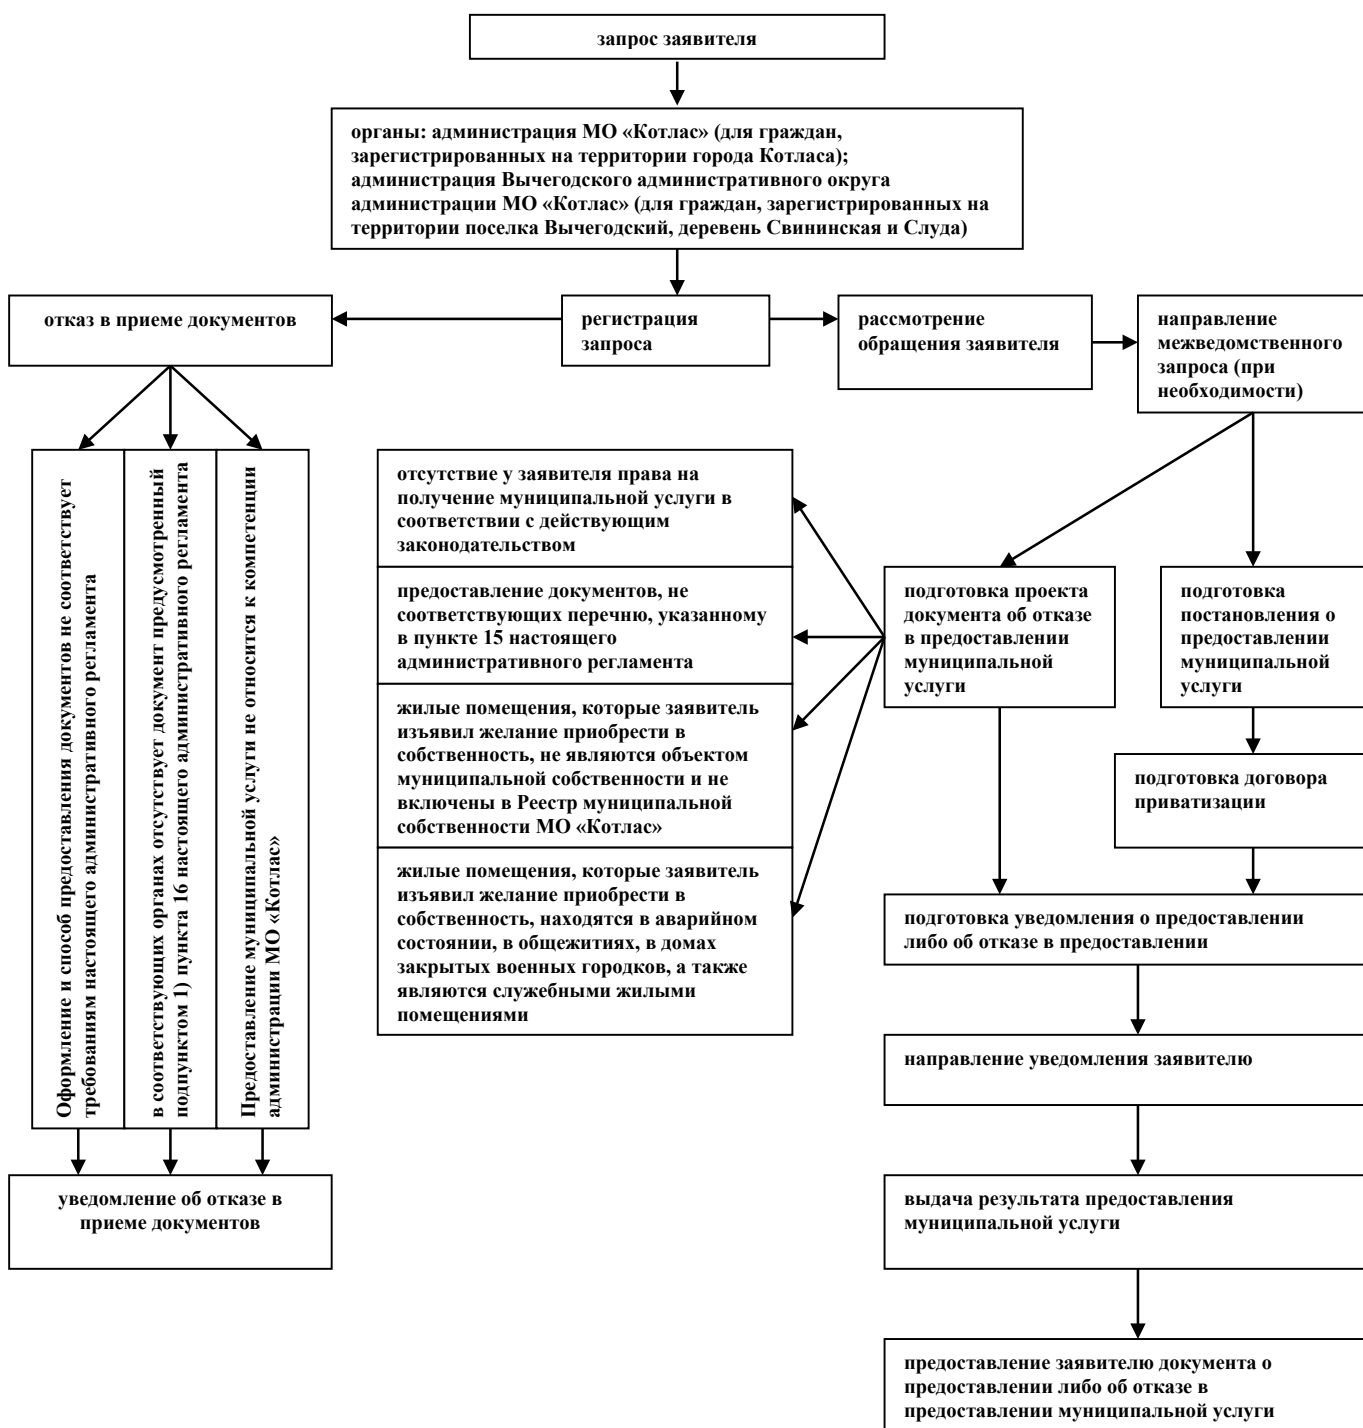 запрос заявителя
органы: администрация МО «Котлас» (для граждан,
зарегистрированных на территории города Котласа);
администрация Вычегодского административного округа
администрации МО «Котлас» (для граждан, зарегистрированных на
территории поселка Вычегодский, деревень Свининская и Слуда)
отказ в приеме документов
регистрация
запроса
рассмотрение
обращения заявителя
направление
межведомственного
запроса (при
необходимости)
Оформление и способ предоставления документов не соответствует
требованиям настоящего административного регламента
в соответствующих органах отсутствует документ предусмотренный
подпунктом 1) пункта 16 настоящего административного регламента
Предоставление муниципальной услуги не относится к компетенции
администрации МО «Котлас»
отсутствие у заявителя права на
получение муниципальной услуги в
соответствии с действующим
законодательством
предоставление документов, не
соответствующих перечню, указанному
в пункте 15 настоящего
административного регламента
жилые помещения, которые заявитель
изъявил желание приобрести в
собственность, не являются объектом
муниципальной собственности и не
включены в Реестр муниципальной
собственности МО «Котлас»
жилые помещения, которые заявитель
изъявил желание приобрести в
собственность, находятся в аварийном
состоянии, в общежитиях, в домах
закрытых военных городков, а также
являются служебными жилыми
помещениями
подготовка проекта
документа об отказе
в предоставлении
муниципальной
услуги
подготовка
постановления о
предоставлении
муниципальной
услуги
подготовка договора
приватизации
подготовка уведомления о предоставлении
либо об отказе в предоставлении
направление уведомления заявителю
уведомление об отказе в
приеме документов
выдача результата предоставления
муниципальной услуги
предоставление заявителю документа о
предоставлении либо об отказе в
предоставлении муниципальной услуги